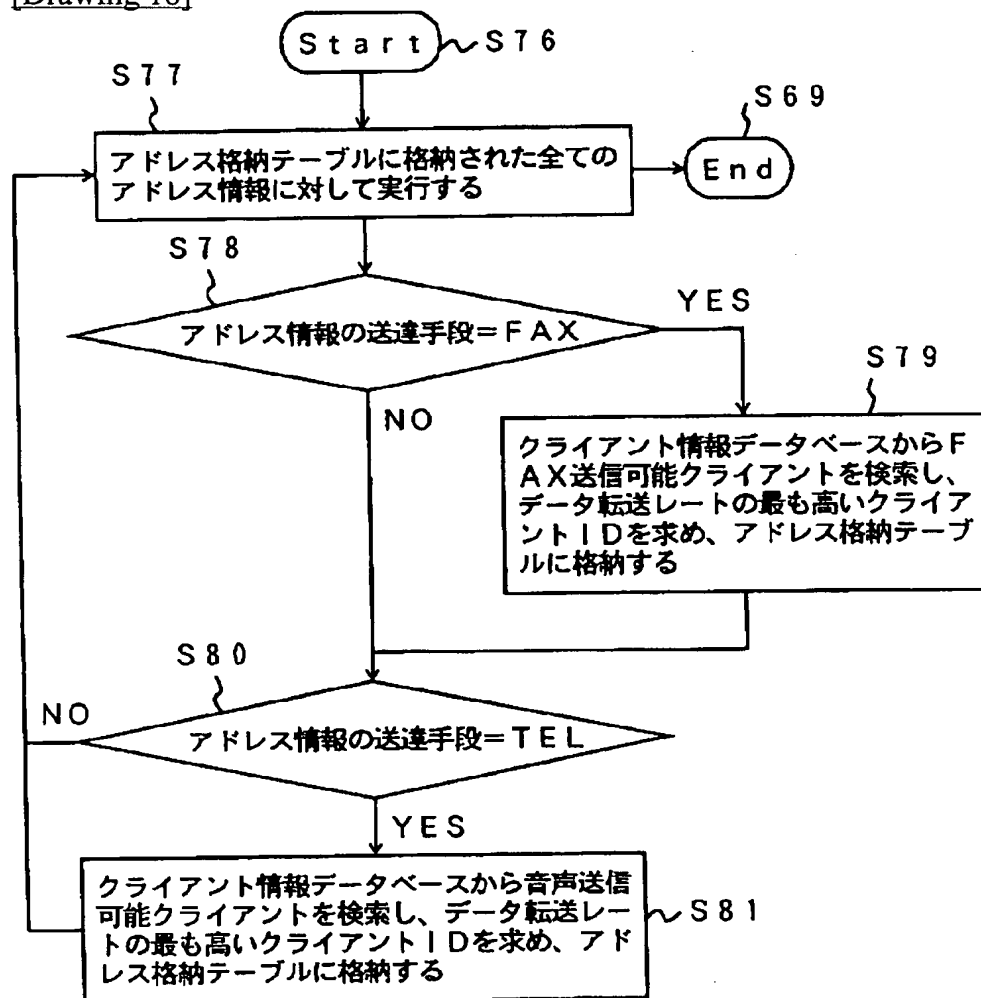 Start
S76
S77
S69
アドレス格納テーブルに格納された全ての
アドレス情報に対して実行する
End
S78
アドレス情報の送達手段=FAX
YES
S79
NO
クライアント情報データベースからF
AX送信可能クライアントを検索し、
データ転送レートの最も高いクライア
ントIDを求め、アドレス格納テーブ
ルに格納する
S80
NO
アドレス情報の送達手段=TEL
YES
クライアント情報データベースから音声送信
可能クライアントを検索し、データ転送レー
トの最も高いクライアントIDを求め、アド
レス格納テーブルに格納する
S81